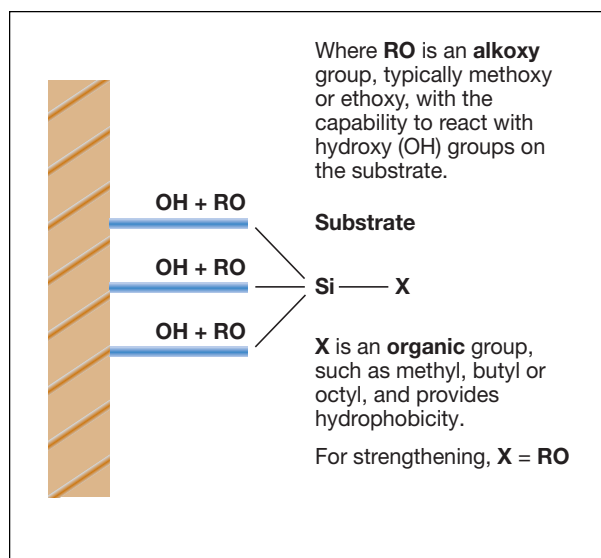 Where RO is an alkoxy
group, typically methoxy
or ethoxy, with the
capability to react with
hydroxy (OH) groups on
the substrate.
OH + RO
Substrate
OH + RO
Si
X
OH + RO
X is an organic group,
such as methyl, butyl or
octyl, and provides
hydrophobicity.
For strengthening, X = RO